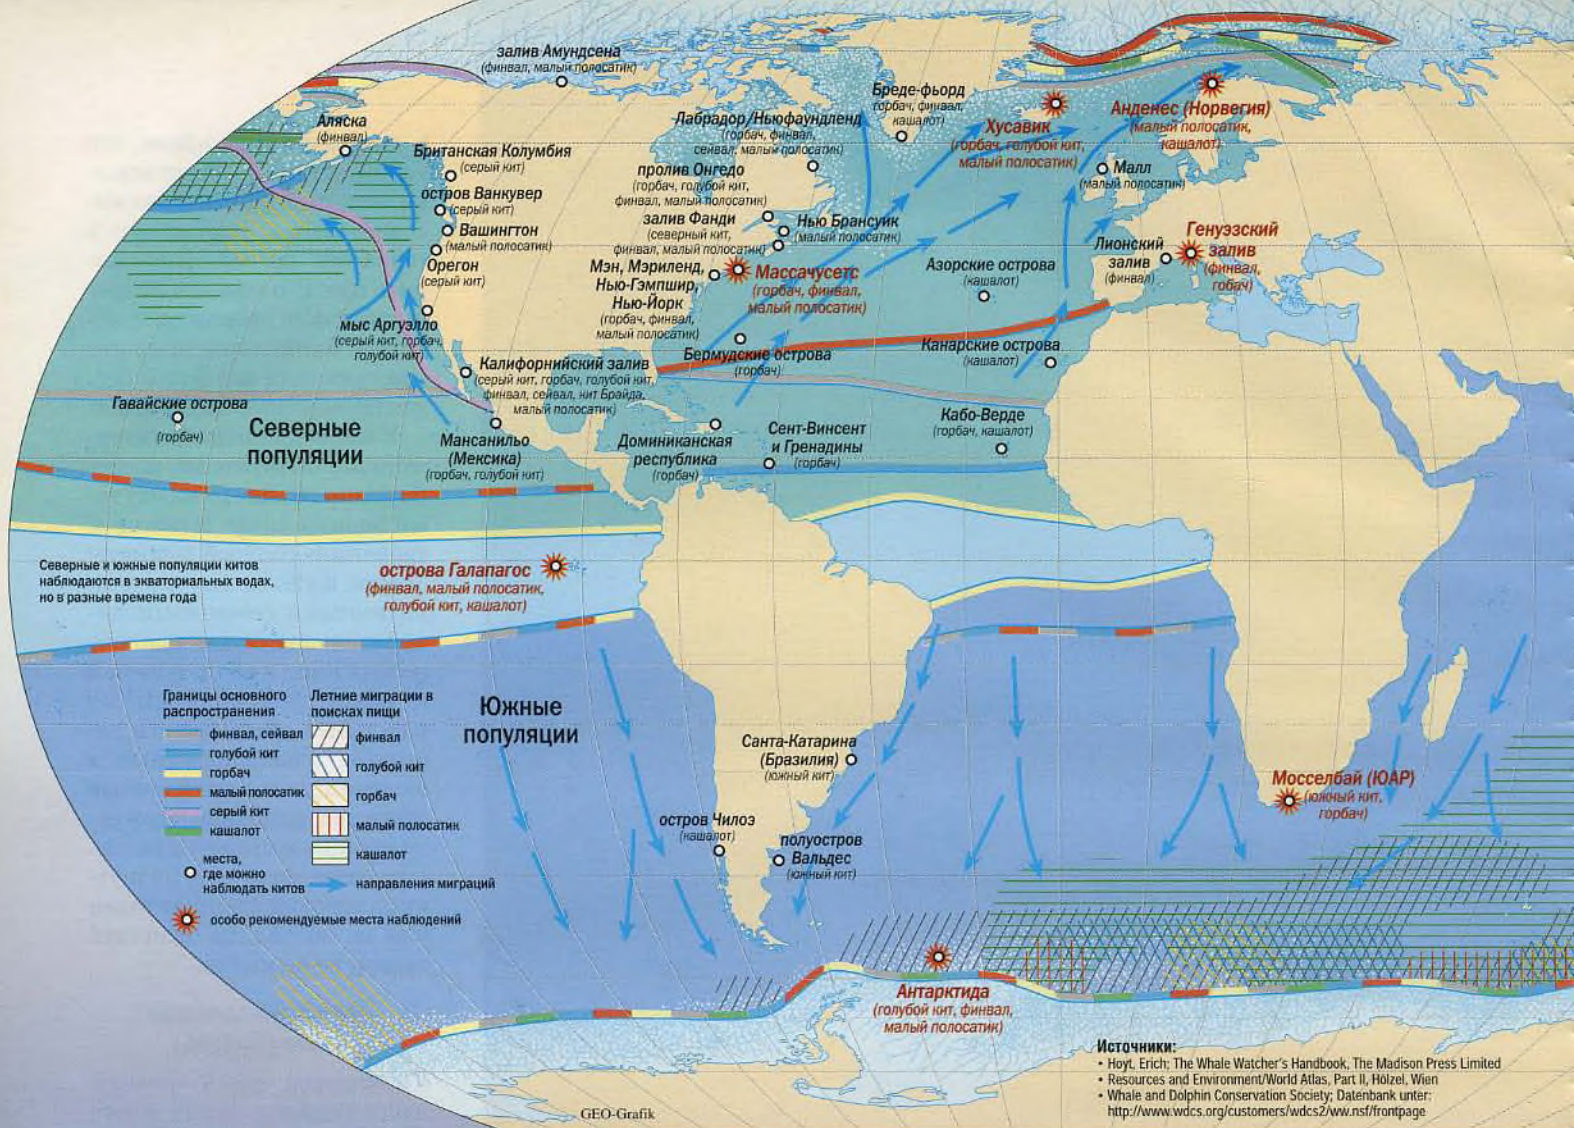 залив Амундсена
(финвал, малый полосатик)
Аляска
(финвал)
Британская Колумбия
(серый кит)
остров Ванкувер
(серый кит)
Вашингтон
(малый полосатик)
Орегон
(серый кит)
мыс Аргуэлло
(серый кит, горбач,
голубой кит)
Калифорнийский залив
(серый кит, горбач, голубой кит,
финвал, сейвал, кит Брайда,
малый полосатик)
Гавайские острова
(горбач)
Северные
популяции
Мансанильо
(Мексика)
(горбач, голубой кит)
Бреде-фьорд
горбач, финвал,
кашалот)
Лабрадор/Ньюфаундленд
(горбач, финвал,
сейвал, малый полосатик)
пролив Онгедо
(горбач, голубой кит,
финвал, малый полосатик)
залив Фанди
(северный кит,
финвал, малый полосатик)
Нью Брансуик
(малый полосатик)
Мэн, Мэриленд,
Нью-Гэмпшир,
Нью-Йорк
(горбач, финвал,
малый полосатик)
Массачусетс
(горбач, финвал,
малый полосатик)
Хусавик
(горбач, голубой кит,
малый полосатик)
Анденес (Норвегия)
(малый полосатик,
кашалот)
Малл
(малый полосатик)
Лионский
залив
(финвал)
Генуэзский
залив
(финвал,
гобач)
Азорские острова
(кашалот)
Бермудские острова
(горбач)
Канарские острова
(кашалот)
Доминиканская
республика
(горбач)
Сент-Винсент
и Гренадины
(горбач)
Кабо-Верде
(горбач, кашалот)
Северные и южные популяции китов
наблюдаются в экваториальных водах,
но в разные времена года
острова Галапагос
(финвал, малый полосатик,
голубой кит, кашалот)
Южные
популяции
Границы основного
распространения
финвал, сейвал
голубой кит
горбач
малый полосатик
серый кит
кашалот
Летние миграции в
поисках пищи
финвал
голубой кит
горбач
малый полосатик
кашалот
места,
где можно
наблюдать китов
направления миграций
особо рекомендуемые места наблюдений
Санта-Катарина
(Бразилия)
(южный кит)
остров Чилоэ
(кашалот)
полуостров
Вальдес
(южный кит)
Мосселбай (ЮАР)
(южный кит,
горбач)
Антарктида
(голубой кит, финвал,
малый полосатик)
Источники:
• Hoyt, Erich; The Whale Watcher's Handbook, The Madison Press Limited
• Resources and Environment/World Atlas, Part II, Hölzel, Wien
• Whale and Dolphin Conservation Society; Datenbank unter:
http://www.wdcs.org/customers/wdcs2/ww.nsf/frontpage
GEO-Grafik